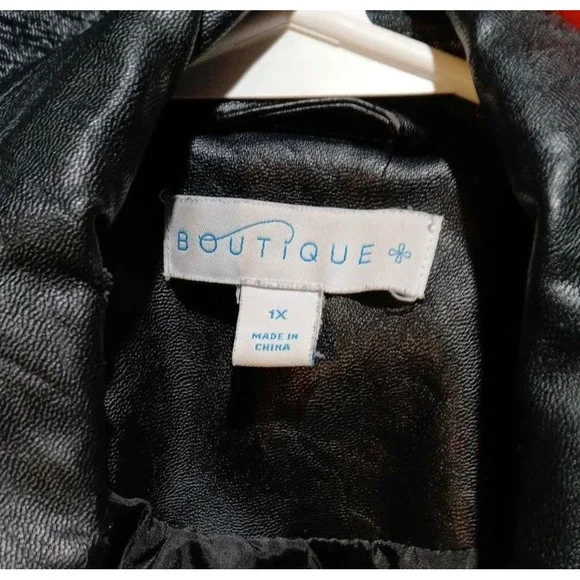 BOUTIQUE +
1X
MADE IN
CHINA